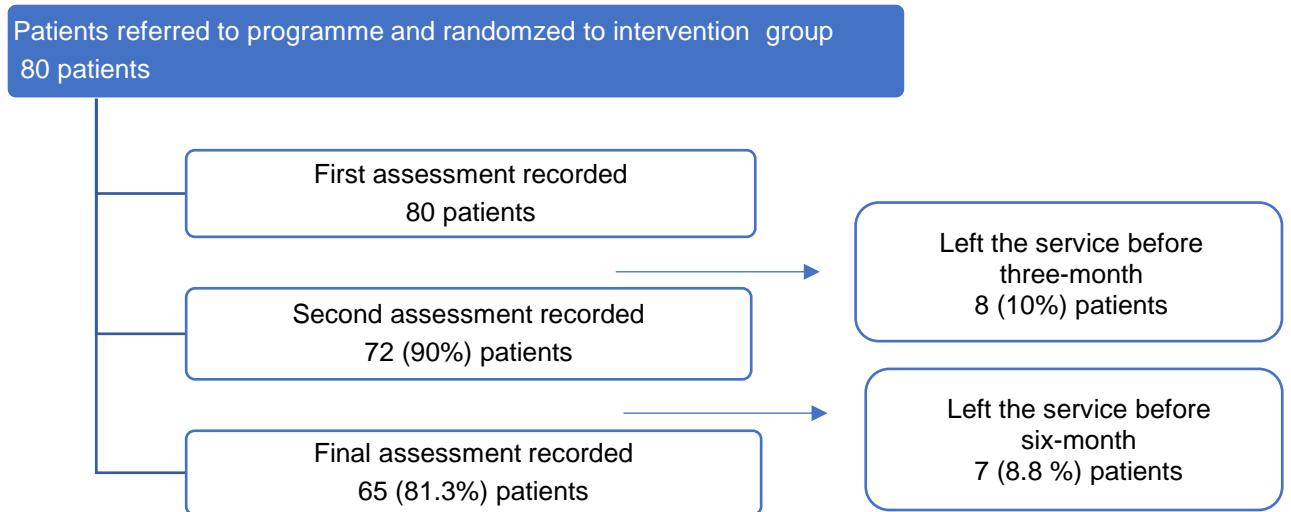 Patients referred to programme and randomzed to intervention group
80 patients
First assessment recorded
80 patients
Left the service before
three-month
8 (10%) patients
Second assessment recorded
72 (90%) patients
Left the service before
six-month
7 (8.8 %) patients
Final assessment recorded
65 (81.3%) patients